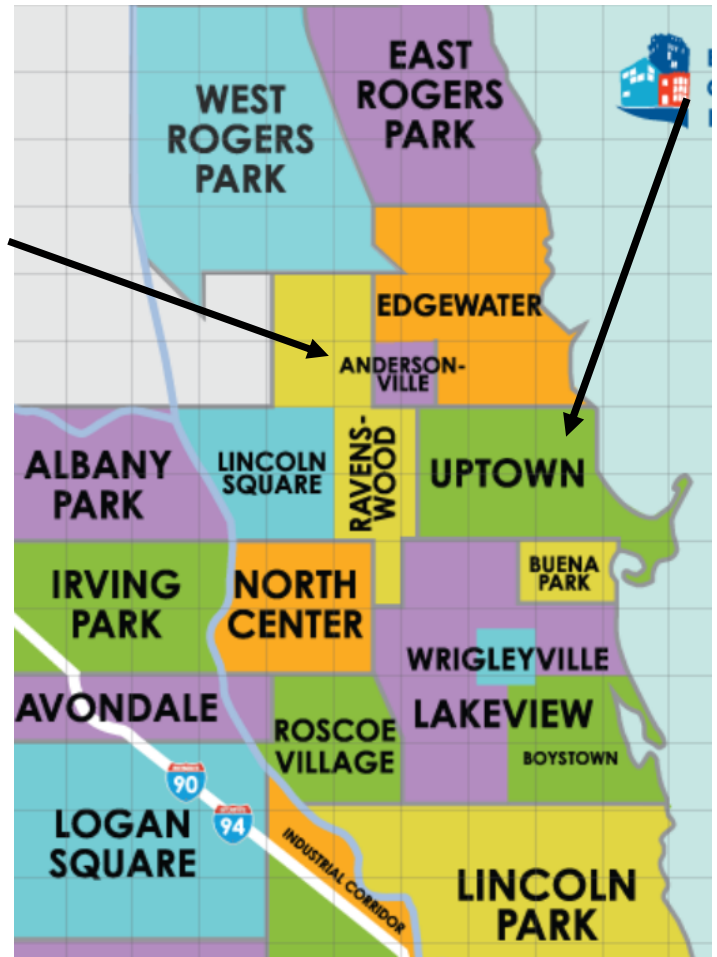 EAST
ROGERS
PARK
WEST
ROGERS
PARK
EDGEWATER
ANDERSON-
VILLE
RAVENS-
WOOD
ALBANY
PARK
LINCOLN
SQUARE
UPTOWN
BUENA
PARK
IRVING
PARK
NORTH
CENTER
WRIGLEYVILLE
AVONDALE
ROSCOE
VILLAGE
LAKEVIEW
BOYSTOWN
90
94
LOGAN
SQUARE
INDUSTRIAL CORRIDOR
LINCOLN
PARK